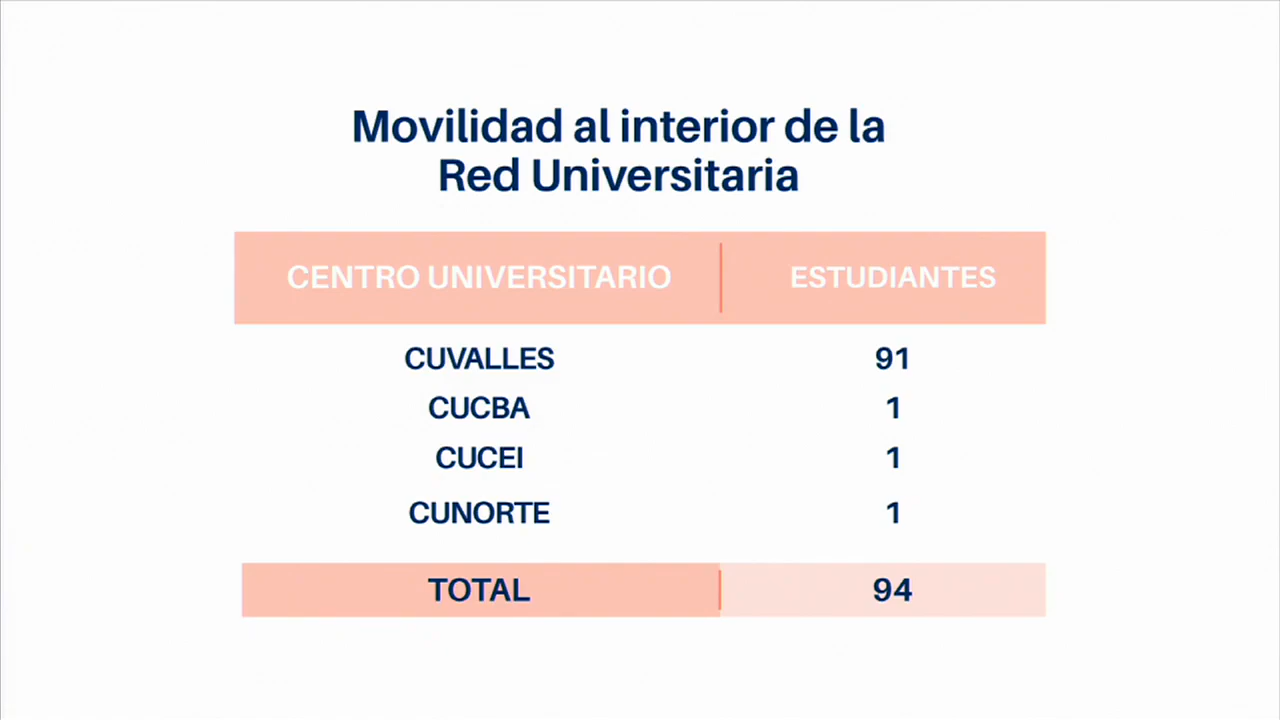 Movilidad al interior de la
Red Universitaria
CENTRO UNIVERSITARIO ESTUDIANTES
CUVALLES 91
CUCBA 1
CUCEI 1
CUNORTE 1
TOTAL 94